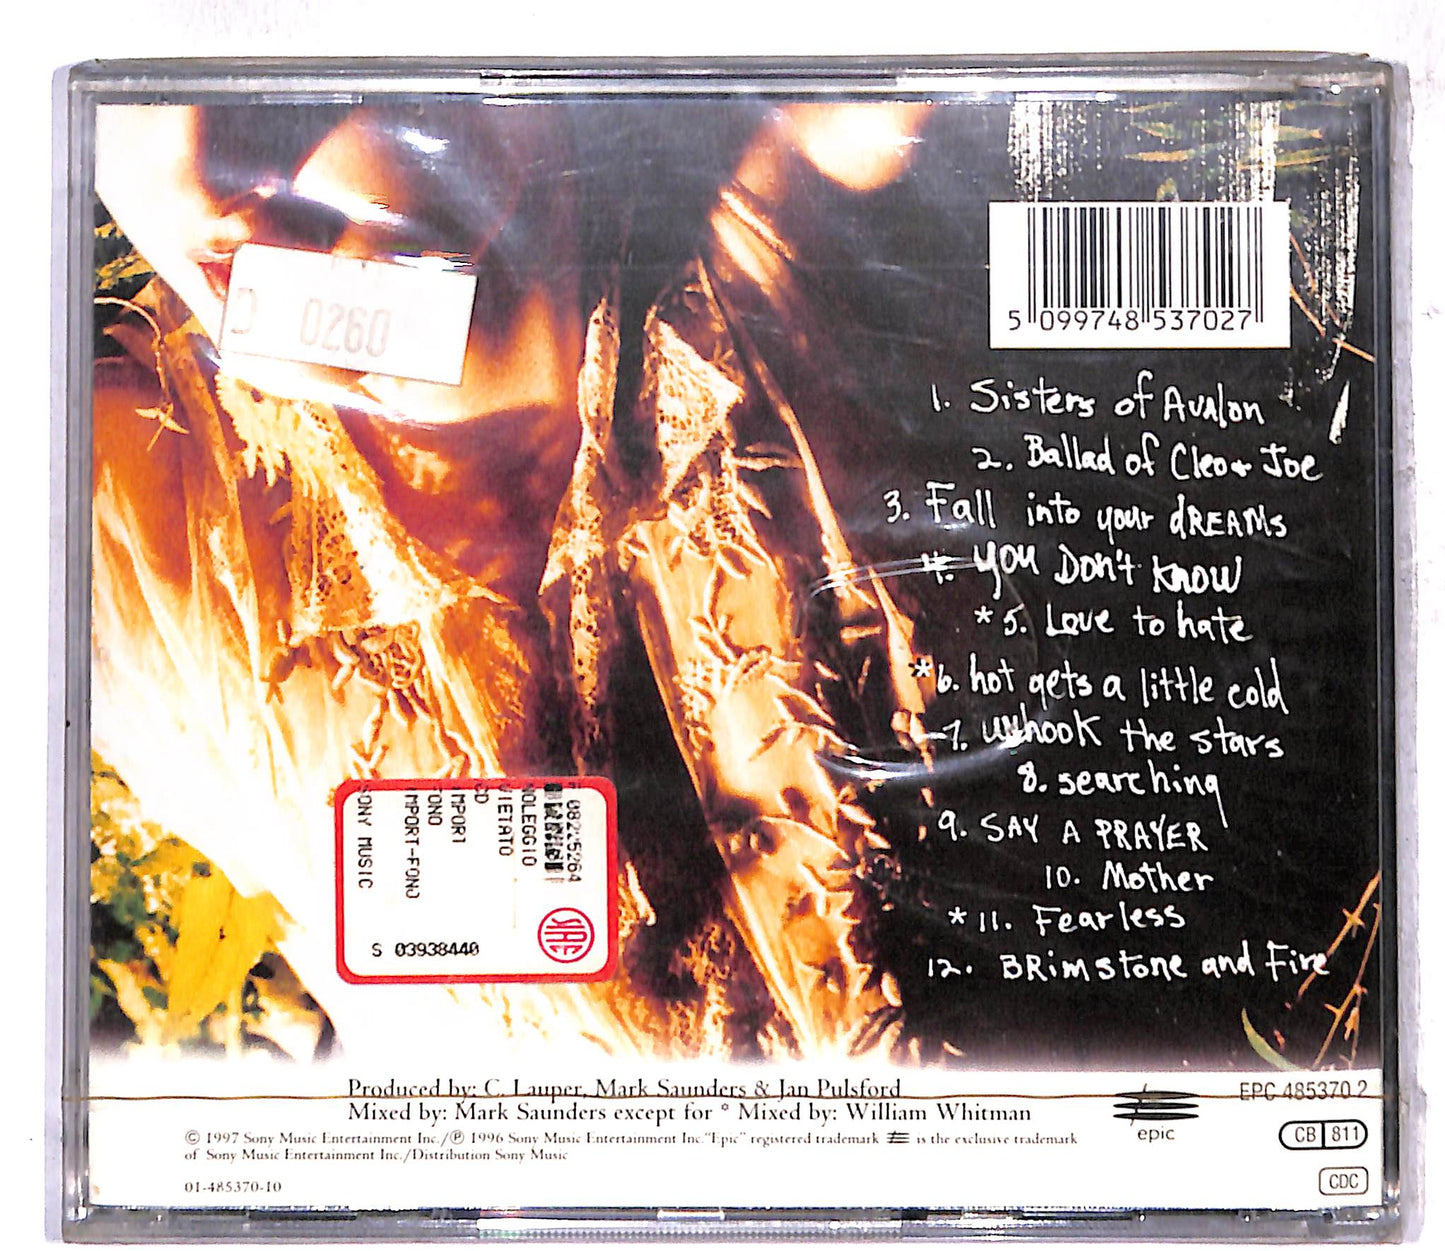 D 0260
5 099748 537027
1. Sisters of Avalon
2. Ballad of Cleo + Joe
3. Fall into your dREAMs
4. YOU DON'T KNOW
*5. Love to hate
*6. hot gets a little cold
7. Unhook the stars
8. searching
9. SAY A PRAYER
10. Mother
*11. Fearless
12. BRimstone and Fire
08225264
NOLEGGIO
VIETATO
CD
IMPORT
FONO
IMPORT-FONO
SONY MUSIC
S 03938440
Produced by: C. Lauper, Mark Saunders & Jan Pulsford
Mixed by: Mark Saunders except for * Mixed by: William Whitman
© 1997 Sony Music Entertainment Inc./℗ 1996 Sony Music Entertainment Inc."Epic" registered trademark is the exclusive trademark
of Sony Music Entertainment Inc./Distribution Sony Music
01-485370-10
epic
EPC 485370 2
CB 811
CDC